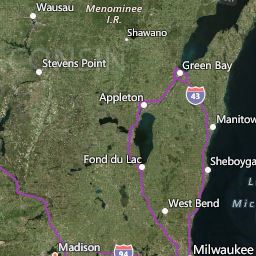 Wausau
Menominee
I.R.
Shawano
CONSIN
Stevens Point
Green Bay
Appleton
43
Manitow
Fond du Lac
Sheboyga
L
Mic
West Bend
Madison
94
Milwaukee